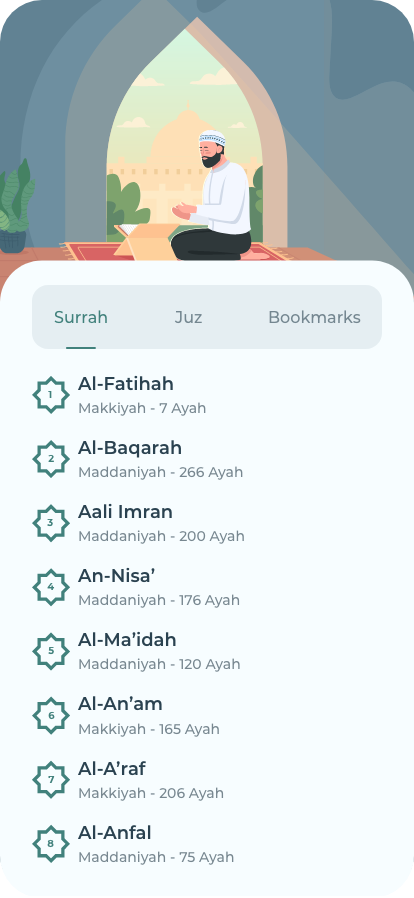 Surrah Juz Bookmarks
1 Al-Fatihah
Makkiyah - 7 Ayah
2 Al-Baqarah
Maddaniyah - 266 Ayah
3 Aali Imran
Maddaniyah - 200 Ayah
4 An-Nisa’
Maddaniyah - 176 Ayah
5 Al-Ma’idah
Maddaniyah - 120 Ayah
6 Al-An’am
Makkiyah - 165 Ayah
7 Al-A’raf
Makkiyah - 206 Ayah
8 Al-Anfal
Maddaniyah - 75 Ayah